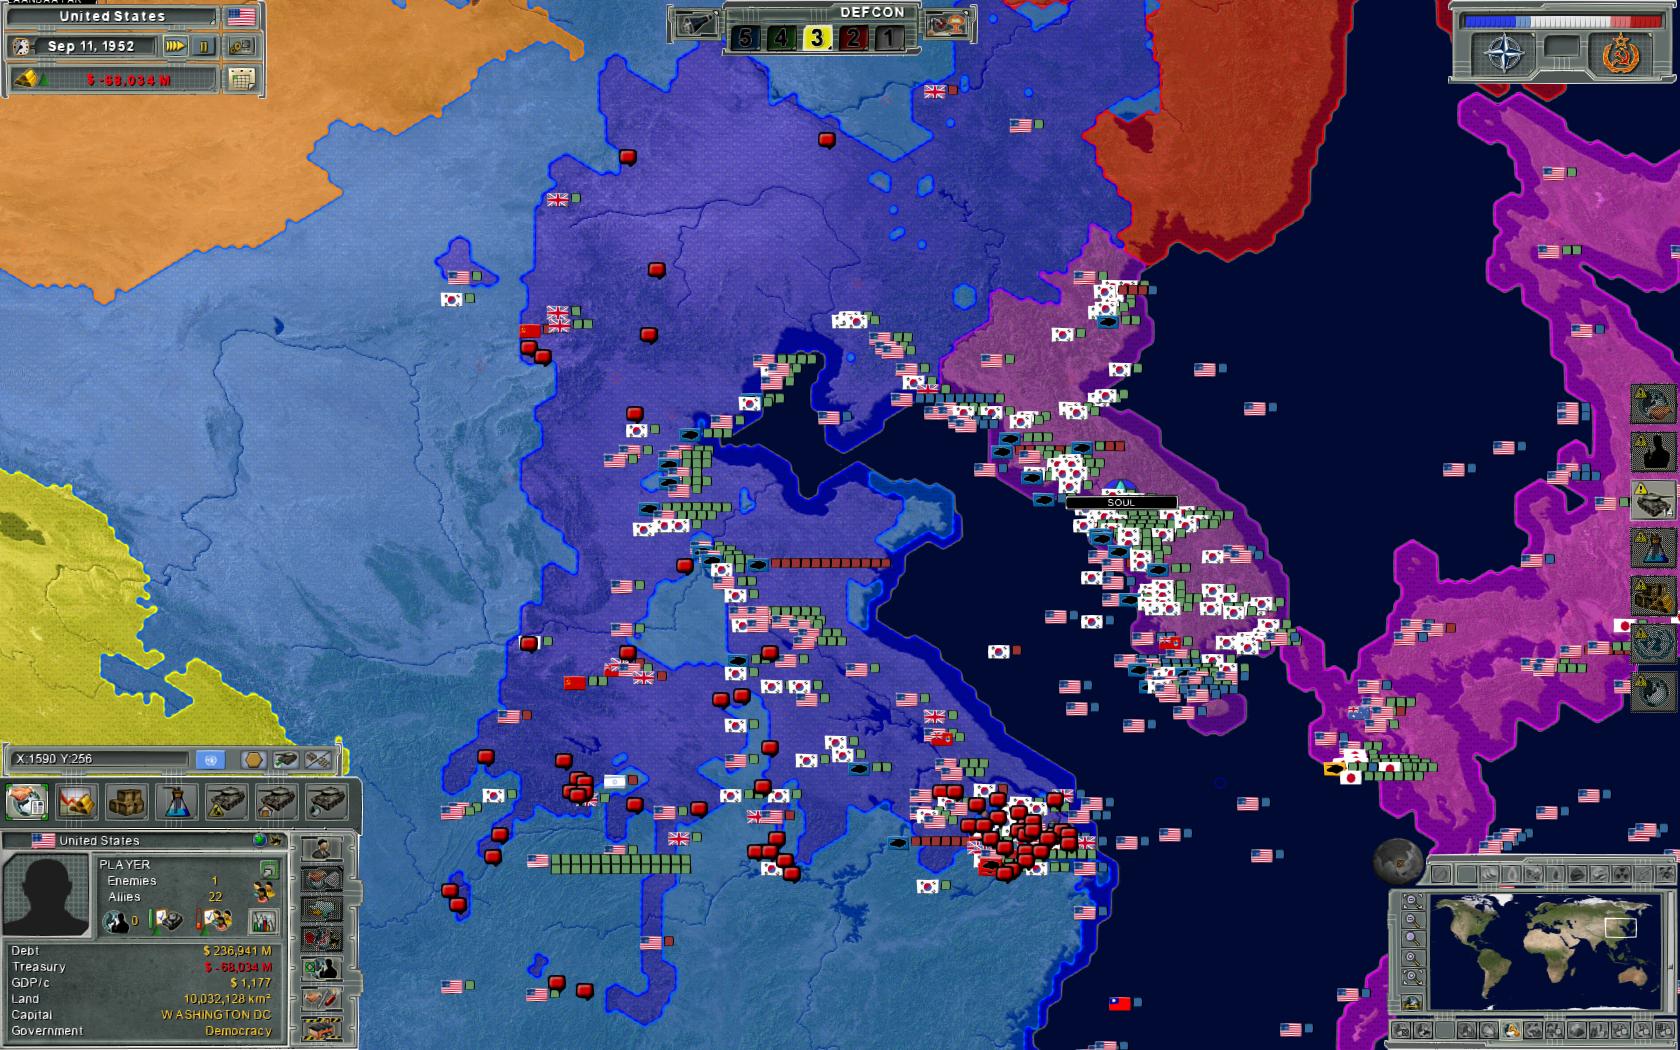 United States
DEFCON
Sep 11, 1952
5 4 3 2 1
$ -68,034 M
SOUL
X:1590 Y:256
United States
PLAYER
Enemies 1
Allies 22
0
Debt $ 236,941 M
Treasury $ -68,034 M
GDP/c $ 1,177
Land 10,032,128 km²
Capital WASHINGTON DC
Government Democracy